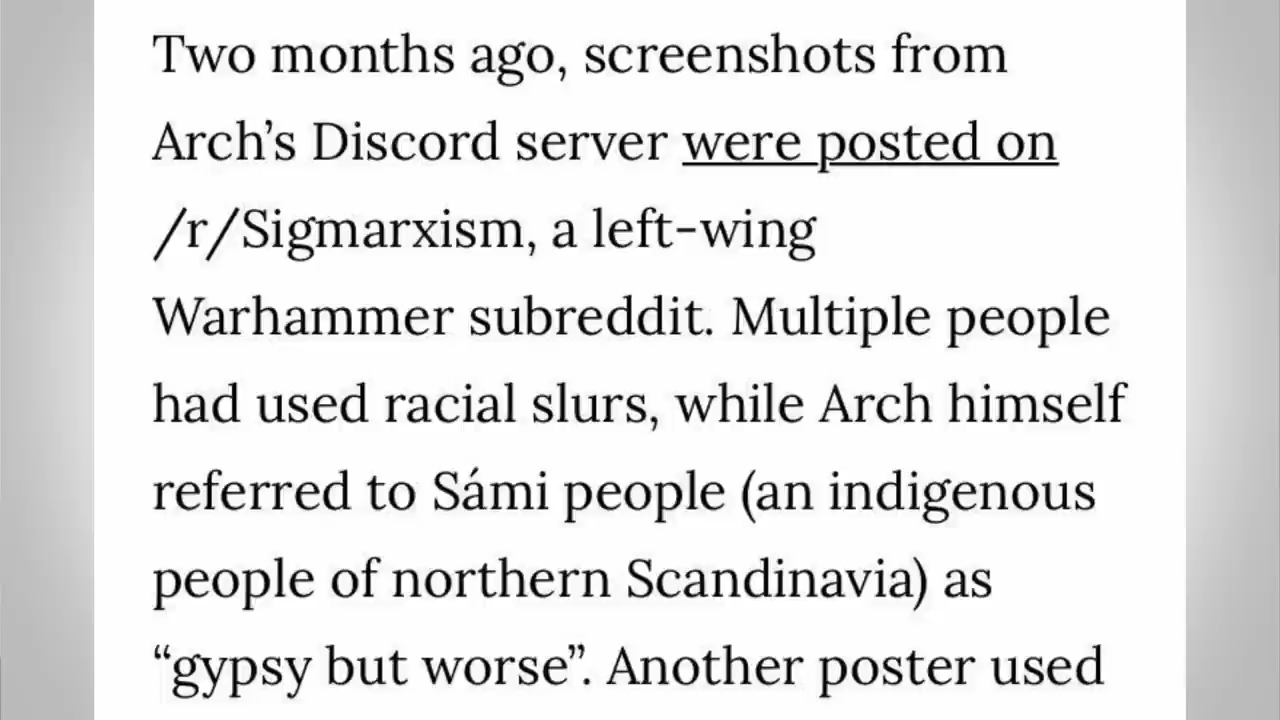 Two months ago, screenshots from
Arch’s Discord server were posted on
/r/Sigmarxism, a left-wing
Warhammer subreddit. Multiple people
had used racial slurs, while Arch himself
referred to Sámi people (an indigenous
people of northern Scandinavia) as
“gypsy but worse”. Another poster used